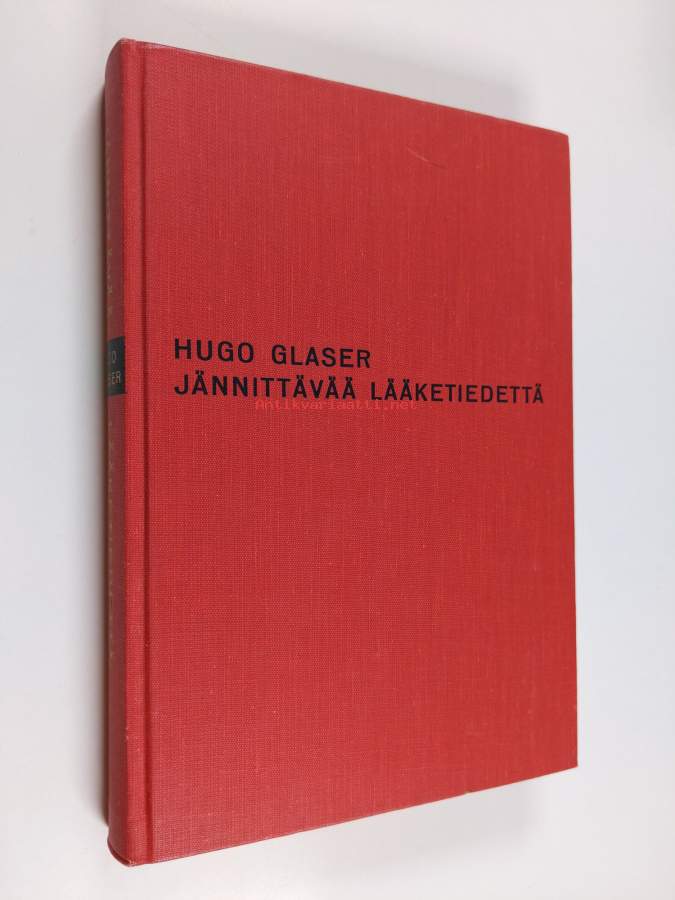 HUGO GLASER
JÄNNITTÄVÄÄ LÄÄKETIEDETTÄ
Antikvariaatti.net